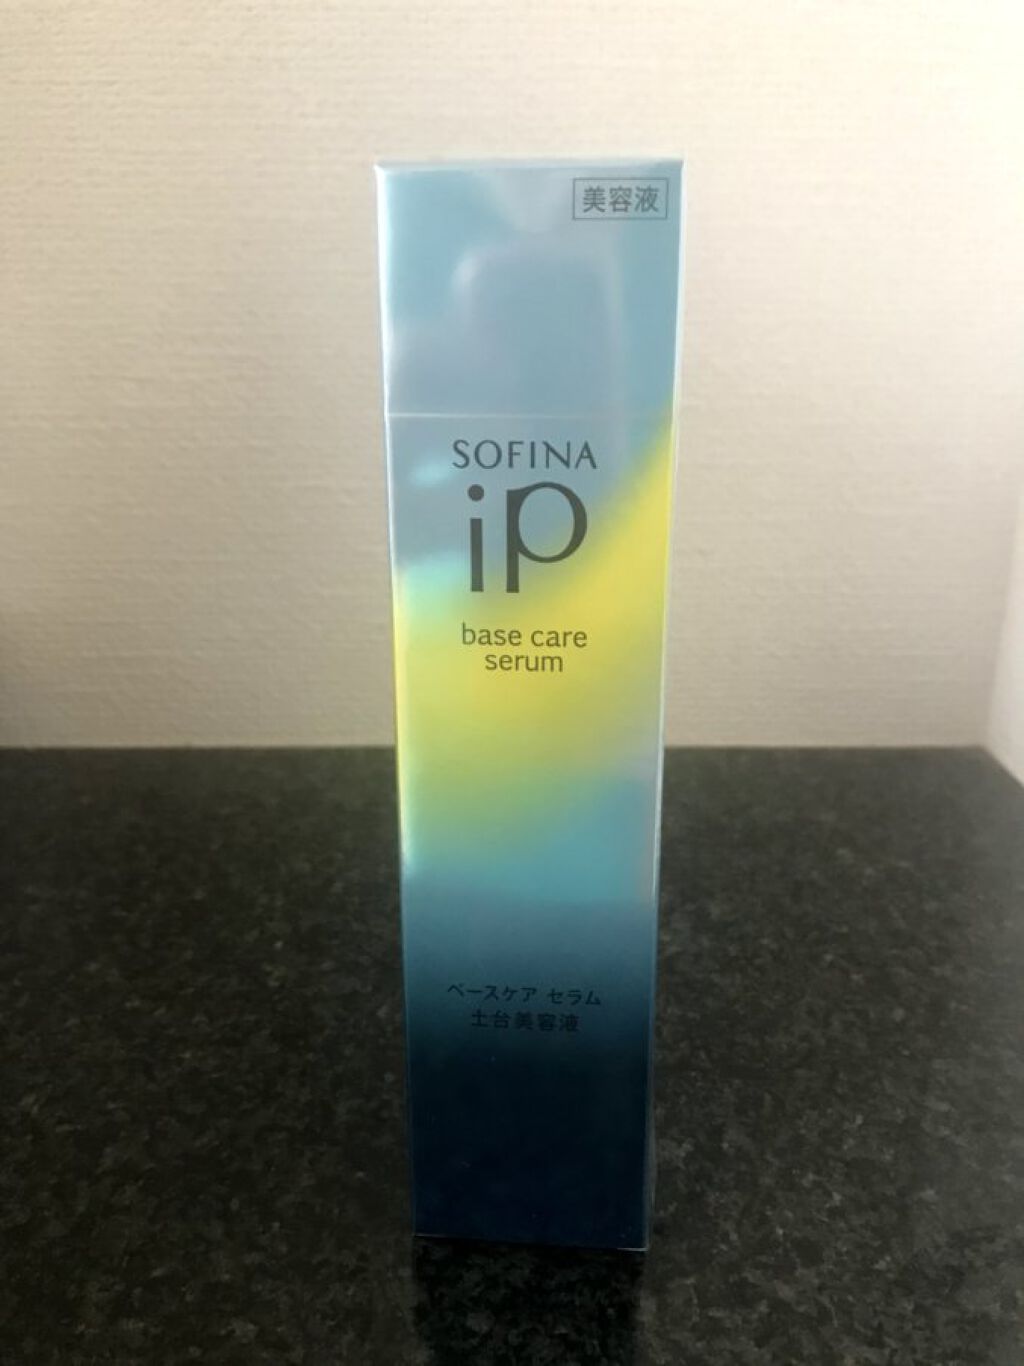 美容液
SOFINA
iP
base care
serum
ベースケア セラム
土台美容液